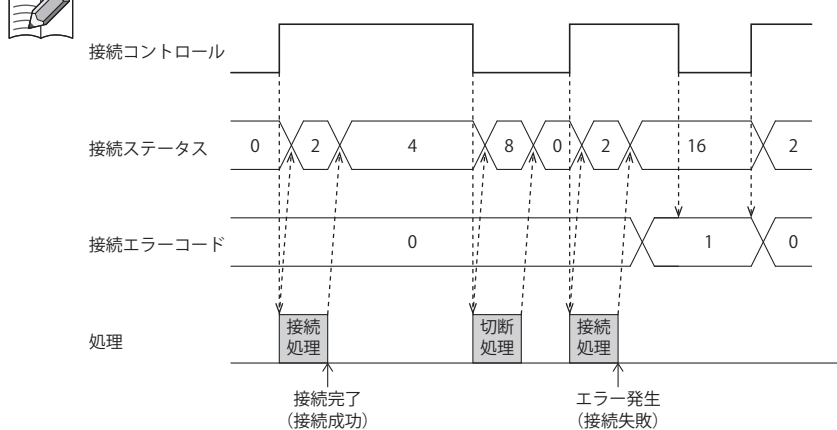 接続コントロール
接続ステータス
0 2 4 8 0 2 16 2
接続エラーコード
0 1 0
処理
接続
処理
切断
処理
接続
処理
接続完了
（接続成功）
エラー発生
（接続失敗）